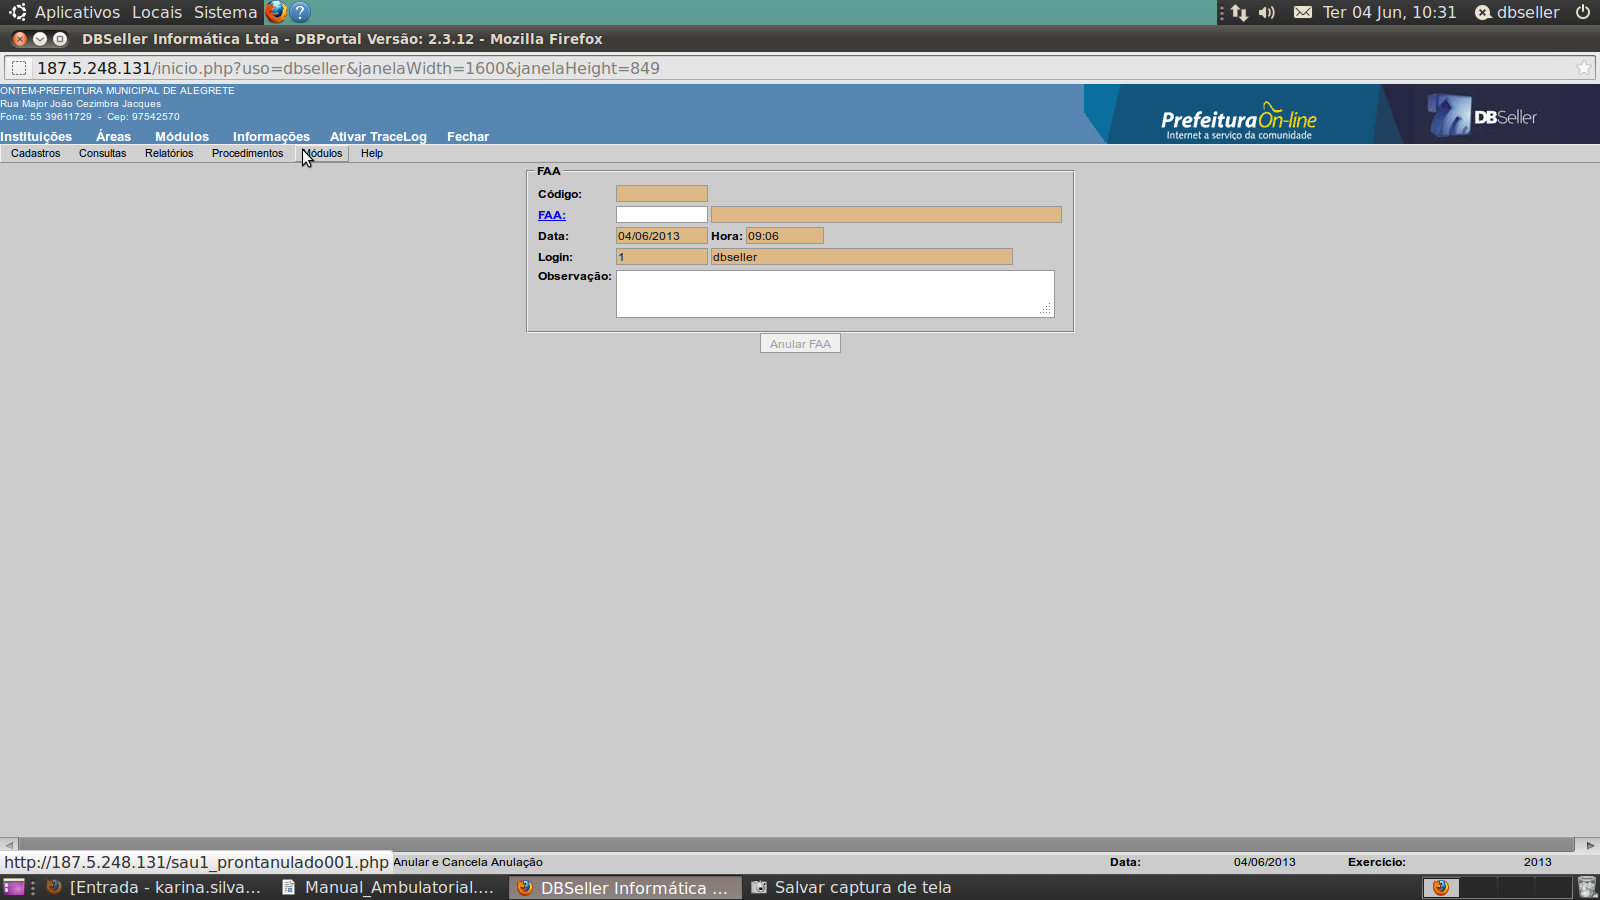 Aplicativos Locais Sistema ? Ter 04 Jun, 10:31 dbseller
DBSeller Informática Ltda - DBPortal Versão: 2.3.12 - Mozilla Firefox
187.5.248.131/inicio.php?uso=dbseller&janelaWidth=1600&janelaHeight=849
ONTEM-PREFEITURA MUNICIPAL DE ALEGRETE
Rua Major João Cezimbra Jacques
Fone: 55 39611729 - Cep: 97542570
PrefeituraOn-line
Internet a serviço da comunidade
DBSeller
Instituições Áreas Módulos Informações Ativar TraceLog Fechar
Cadastros Consultas Relatórios Procedimentos Módulos Help
FAA
Código:
FAA:
Data: 04/06/2013 Hora: 09:06
Login: 1 dbseller
Observação:
Anular FAA
http://187.5.248.131/sau1_prontanulado001.php Anular e Cancela Anulação Data: 04/06/2013 Exercício: 2013
[Entrada - karina.silva... Manual_Ambulatorial.... DBSeller Informática ... Salvar captura de tela